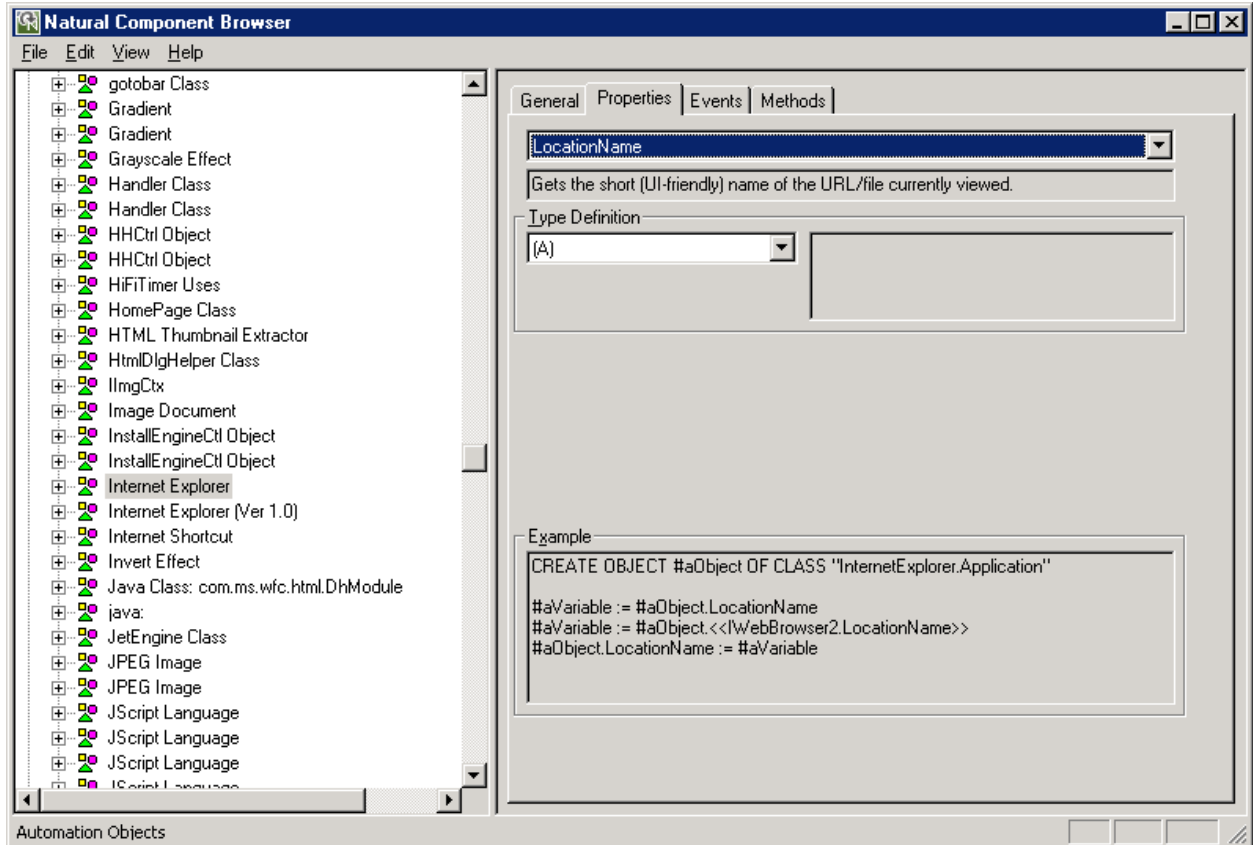 Natural Component Browser
File Edit View Help
gotobar Class
Gradient
Gradient
Grayscale Effect
Handler Class
Handler Class
HHCtrl Object
HHCtrl Object
HiFiTimer Uses
HomePage Class
HTML Thumbnail Extractor
HtmlDlgHelper Class
IImgCtx
Image Document
InstallEngineCtl Object
InstallEngineCtl Object
Internet Explorer
Internet Explorer (Ver 1.0)
Internet Shortcut
Invert Effect
Java Class: com.ms.wfc.html.DhModule
java:
JetEngine Class
JPEG Image
JPEG Image
JScript Language
JScript Language
JScript Language
JScript Language
General Properties Events Methods
LocationName
Gets the short (UI-friendly) name of the URL/file currently viewed.
Type Definition
(A)
Example
CREATE OBJECT #aObject OF CLASS "InternetExplorer.Application"
#aVariable := #aObject.LocationName
#aVariable := #aObject.<<IWebBrowser2.LocationName>>
#aObject.LocationName := #aVariable
Automation Objects